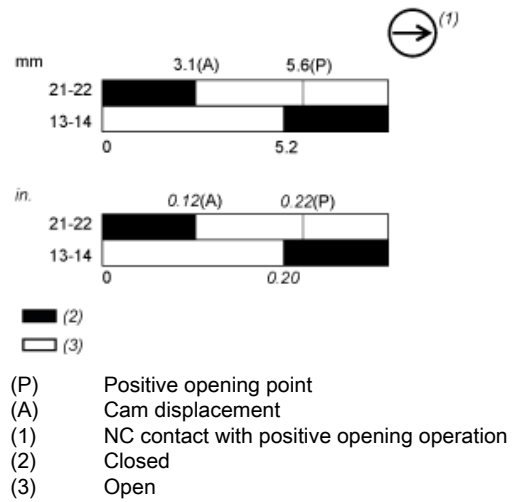 (1)
mm
3.1(A) 5.6(P)
21-22
13-14
0 5.2
in.
0.12(A) 0.22(P)
21-22
13-14
0 0.20
(2)
(3)
(P) Positive opening point
(A) Cam displacement
(1) NC contact with positive opening operation
(2) Closed
(3) Open